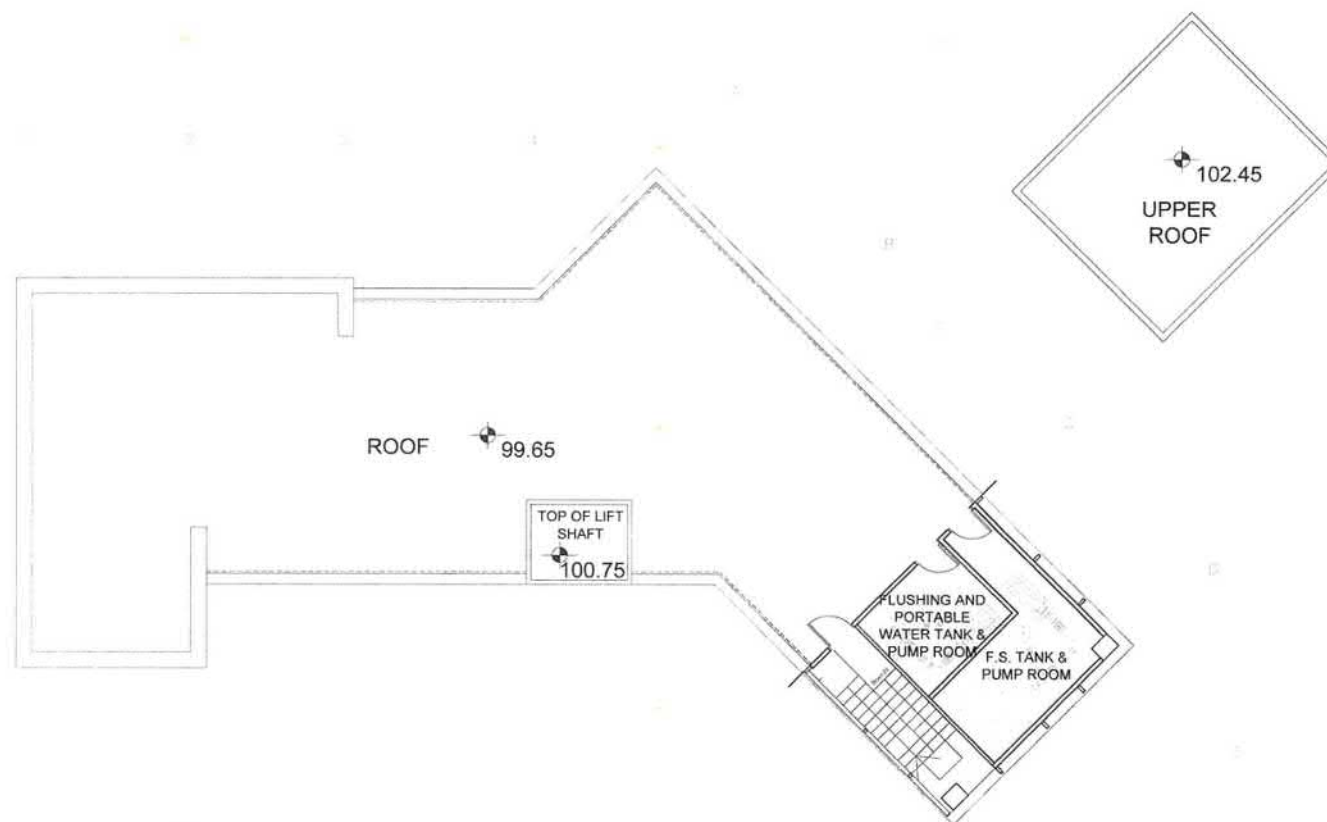 102.45
UPPER
ROOF
ROOF
99.65
TOP OF LIFT
SHAFT
100.75
FLUSHING AND
PORTABLE
WATER TANK &
PUMP ROOM
F.S. TANK &
PUMP ROOM